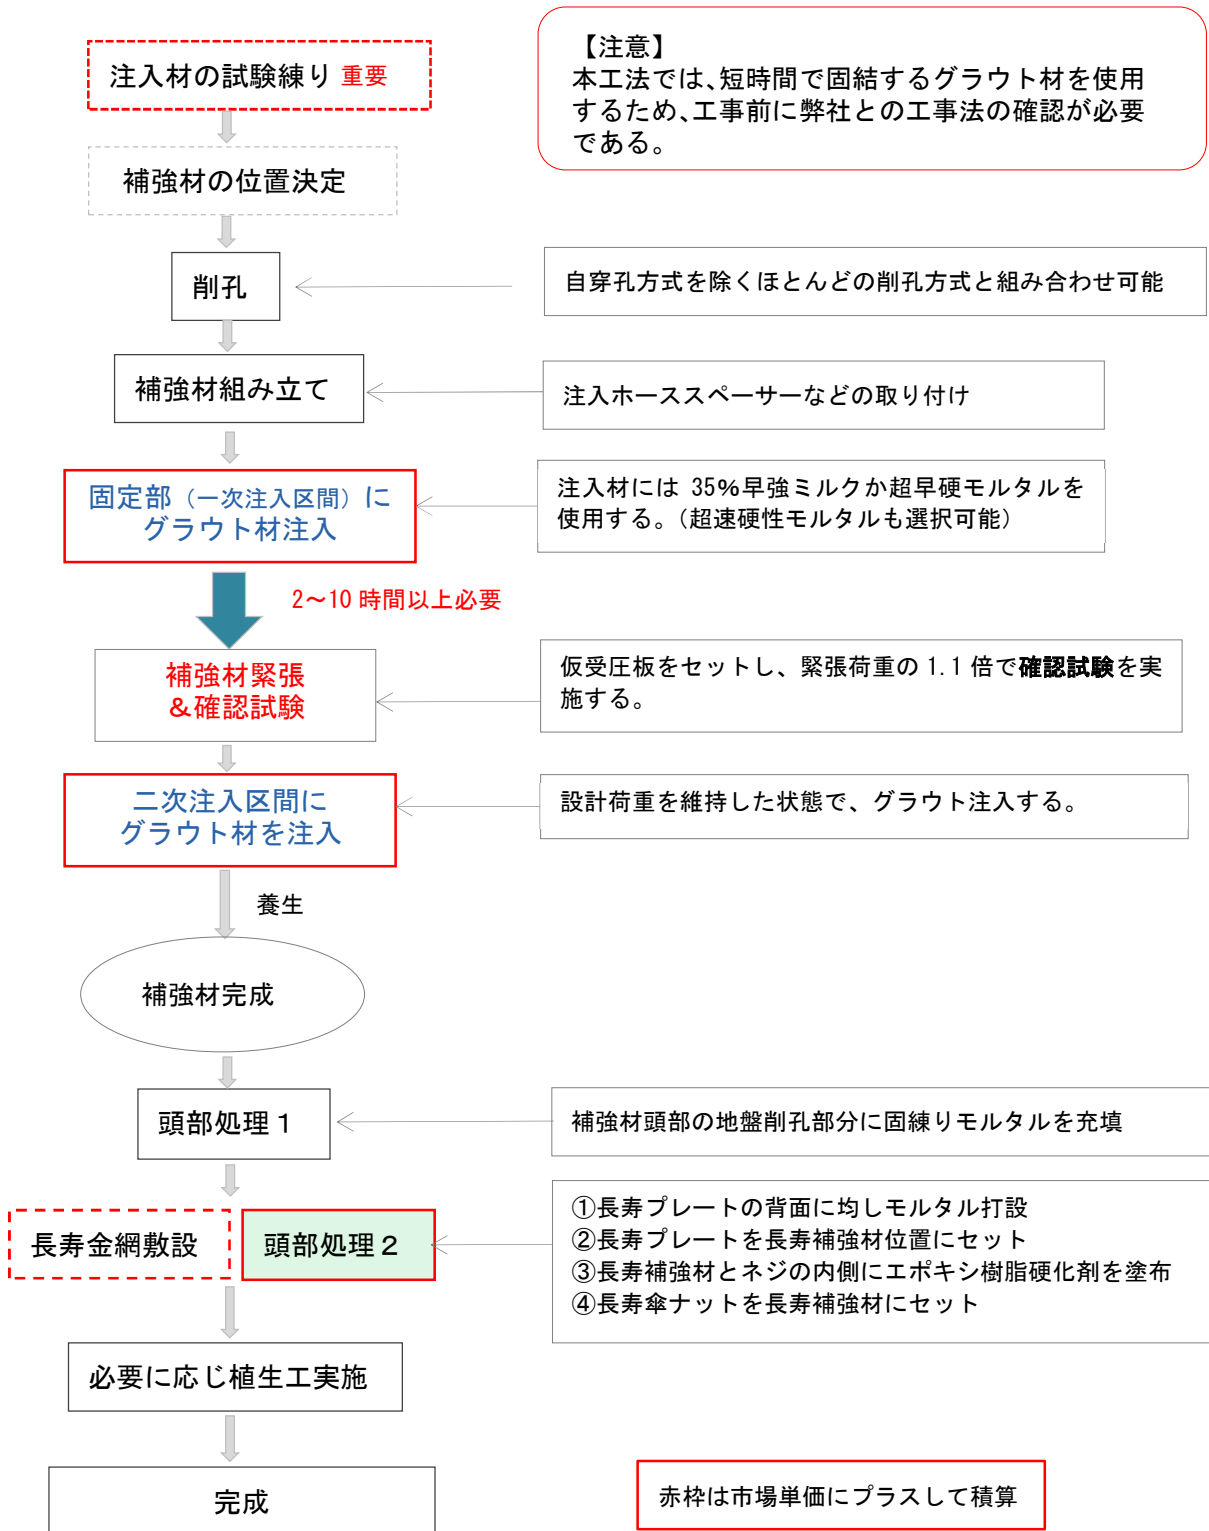 注入材の試験練り 重要
【注意】
本工法では、短時間で固結するグラウト材を使用
するため、工事前に弊社との工事法の確認が必要
である。
補強材の位置決定
削孔
自穿孔方式を除くほとんどの削孔方式と組み合わせ可能
補強材組み立て
注入ホーススペーサーなどの取り付け
固定部（一次注入区間）に
グラウト材注入
注入材には 35%早強ミルクか超早硬モルタルを
使用する。（超速硬性モルタルも選択可能）
2～10 時間以上必要
補強材緊張
＆確認試験
仮受圧板をセットし、緊張荷重の 1.1 倍で確認試験を実
施する。
二次注入区間に
グラウト材を注入
設計荷重を維持した状態で、グラウト注入する。
養生
補強材完成
頭部処理１
補強材頭部の地盤削孔部分に固練りモルタルを充填
長寿金網敷設
頭部処理２
①長寿プレートの背面に均しモルタル打設
②長寿プレートを長寿補強材位置にセット
③長寿補強材とネジの内側にエポキシ樹脂硬化剤を塗布
④長寿傘ナットを長寿補強材にセット
必要に応じ植生工実施
完成
赤枠は市場単価にプラスして積算